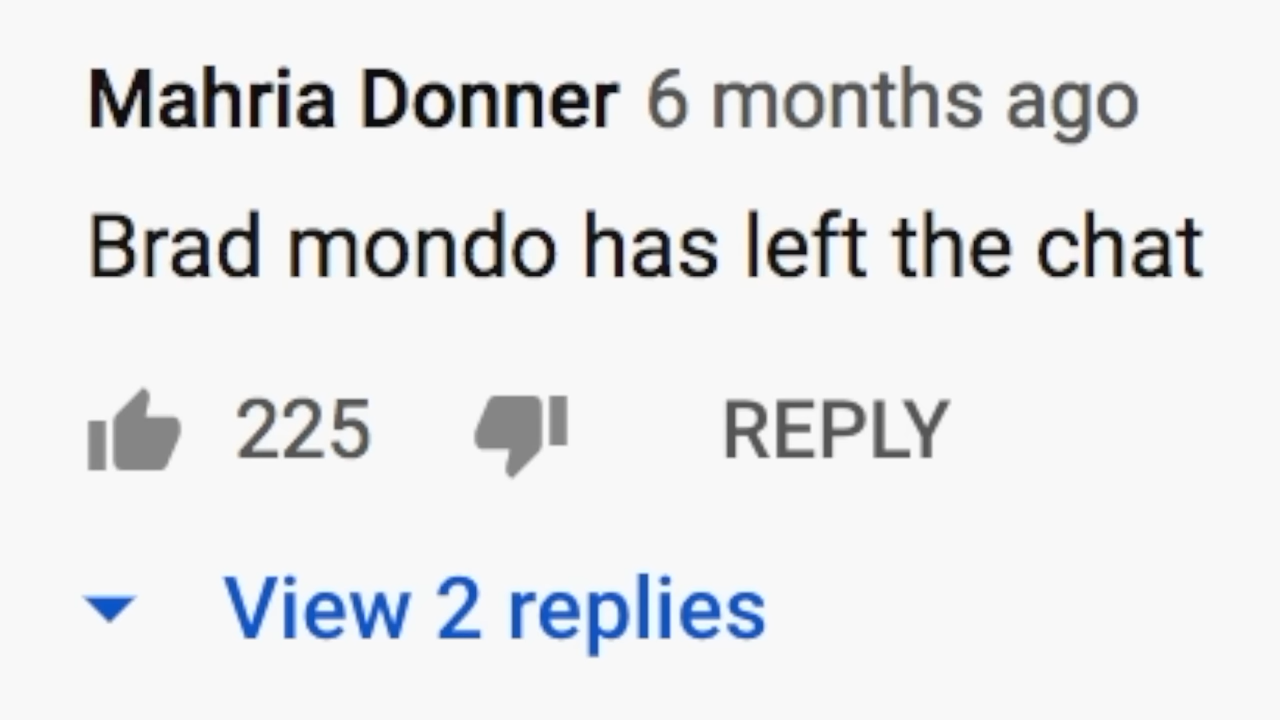 Mahria Donner 6 months ago
Brad mondo has left the chat
225 REPLY
View 2 replies